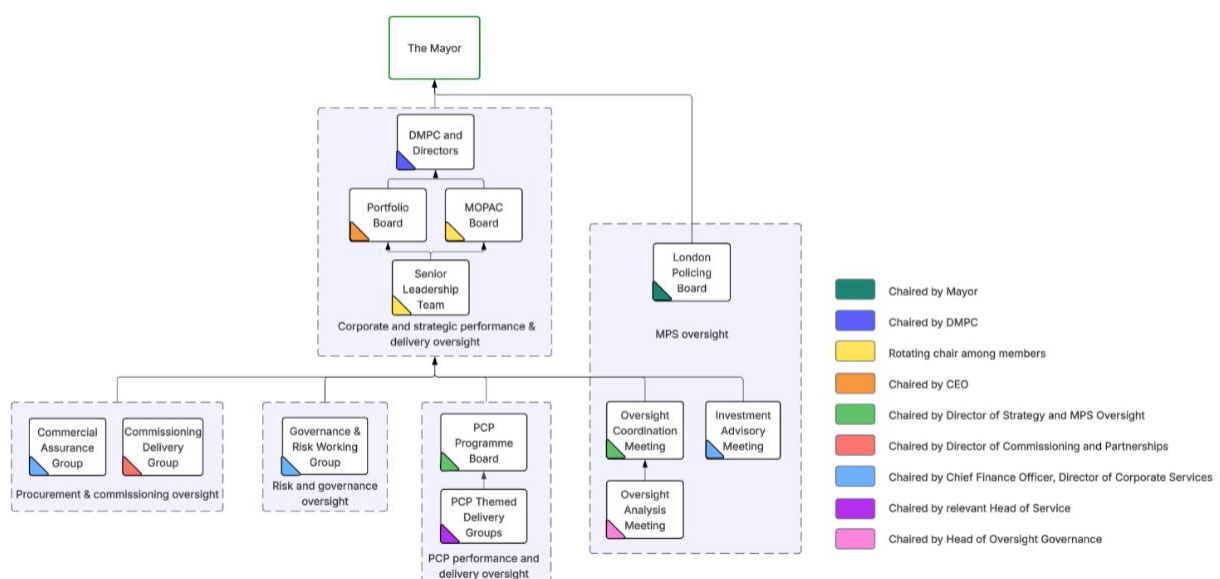 The Mayor
DMPC and
Directors
Portfolio
Board
MOPAC
Board
Senior
Leadership
Team
Corporate and strategic performance &
delivery oversight
London
Policing
Board
MPS oversight
Commercial
Assurance
Group
Commissioning
Delivery
Group
Procurement & commissioning oversight
Governance &
Risk Working
Group
Risk and governance
oversight
PCP
Programme
Board
PCP Themed
Delivery
Groups
PCP performance and
delivery oversight
Oversight
Coordination
Meeting
Investment
Advisory
Meeting
Oversight
Analysis
Meeting
Chaired by Mayor
Chaired by DMPC
Rotating chair among members
Chaired by CEO
Chaired by Director of Strategy and MPS Oversight
Chaired by Director of Commissioning and Partnerships
Chaired by Chief Finance Officer, Director of Corporate Services
Chaired by relevant Head of Service
Chaired by Head of Oversight Governance